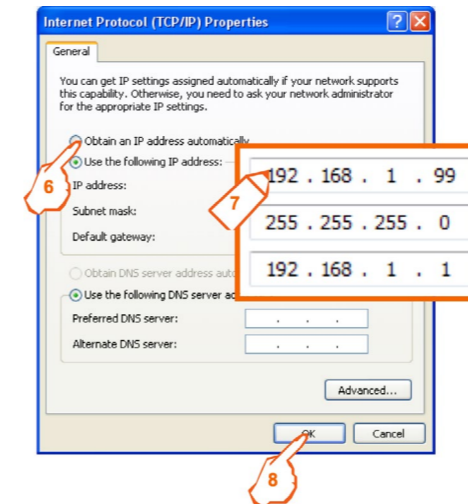 Internet Protocol (TCP/IP) Properties
General
You can get IP settings assigned automatically if your network supports
this capability. Otherwise, you need to ask your network administrator
for the appropriate IP settings.
Obtain an IP address automatically
Use the following IP address:
6
IP address:
192 . 168 . 1 . 99
7
Subnet mask:
255 . 255 . 255 . 0
Default gateway:
192 . 168 . 1 . 1
Obtain DNS server address
Use the following DNS server
Preferred DNS server:
. . .
Alternate DNS server:
. . .
Advanced...
OK
Cancel
8